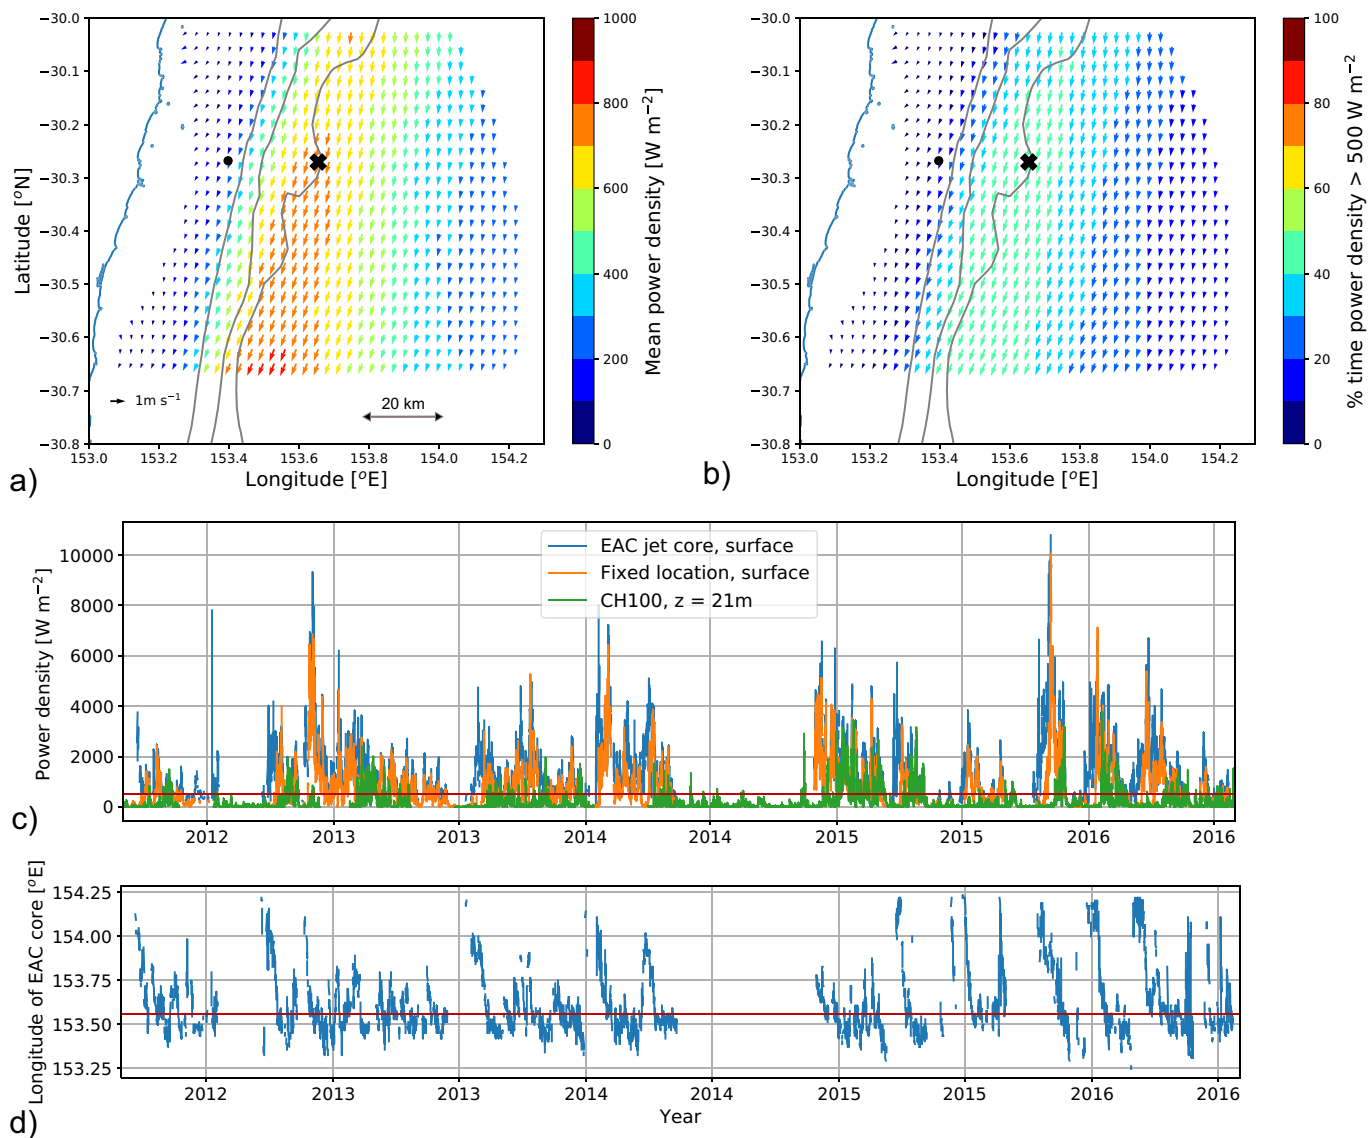 −30.0
−30.1
−30.2
−30.3
−30.4
−30.5
−30.6
−30.7
−30.8
Latitude [°N]
1m s⁻¹
20 km
153.0 153.2 153.4 153.6 153.8 154.0 154.2
Longitude [°E]
a)
1000
800
600
400
200
0
Mean power density [W m⁻²]
−30.0
−30.1
−30.2
−30.3
−30.4
−30.5
−30.6
−30.7
−30.8
153.0 153.2 153.4 153.6 153.8 154.0 154.2
Longitude [°E]
b)
100
80
60
40
20
0
% time power density > 500 W m⁻²
10000
8000
6000
4000
2000
0
Power density [W m⁻²]
EAC jet core, surface
Fixed location, surface
CH100, z = 21m
2012 2013 2013 2014 2014 2015 2015 2016 2016
c)
154.25
154.00
153.75
153.50
153.25
Longitude of EAC core [°E]
2012 2013 2013 2014 2014 2015 2015 2016 2016
Year
d)